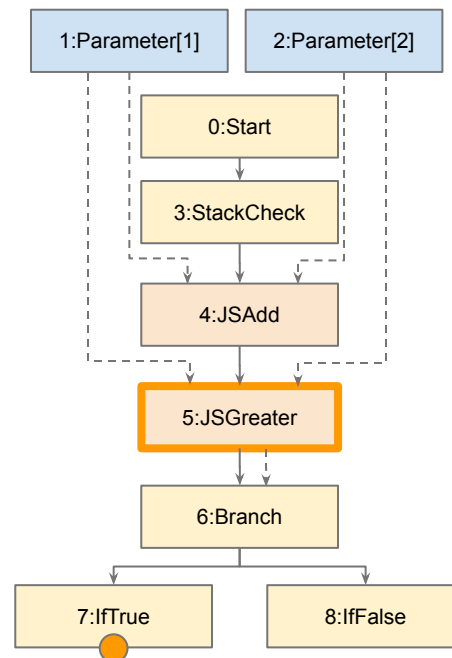 1:Parameter[1]
2:Parameter[2]
0:Start
3:StackCheck
4:JSAdd
5:JSGreater
6:Branch
7:IfTrue
8:IfFalse